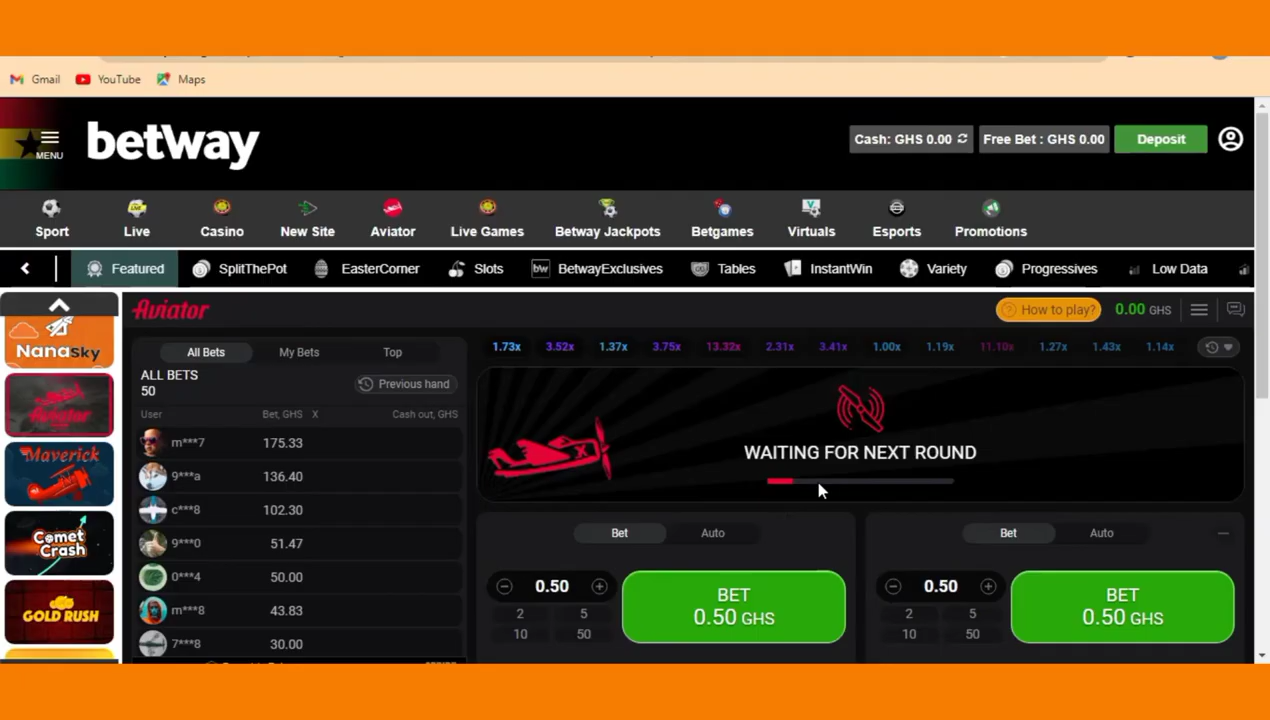 Gmail YouTube Maps
MENU betway Cash: GHS 0.00 Free Bet : GHS 0.00 Deposit
LIVE
Sport Live Casino New Site Aviator Live Games Betway Jackpots Betgames Virtuals Esports Promotions
Featured SplitThePot EasterCorner Slots bw BetwayExclusives Tables InstantWin Variety Progressives Low Data
Aviator ? How to play? 0.00 GHS
NanaSky
Aviator
Maverick
Comet
Crash
GOLD RUSH
All Bets My Bets Top
ALL BETS
50
Previous hand
User Bet, GHS X Cash out, GHS
m***7 175.33
9***a 136.40
c***8 102.30
9***0 51.47
0***4 50.00
m***8 43.83
7***8 30.00
1.73x 3.52x 1.37x 3.75x 13.32x 2.31x 3.41x 1.00x 1.19x 11.10x 1.27x 1.43x 1.14x
X
WAITING FOR NEXT ROUND
Bet Auto
0.50
2 5
10 50
BET
0.50 GHS
Bet Auto
0.50
2 5
10 50
BET
0.50 GHS